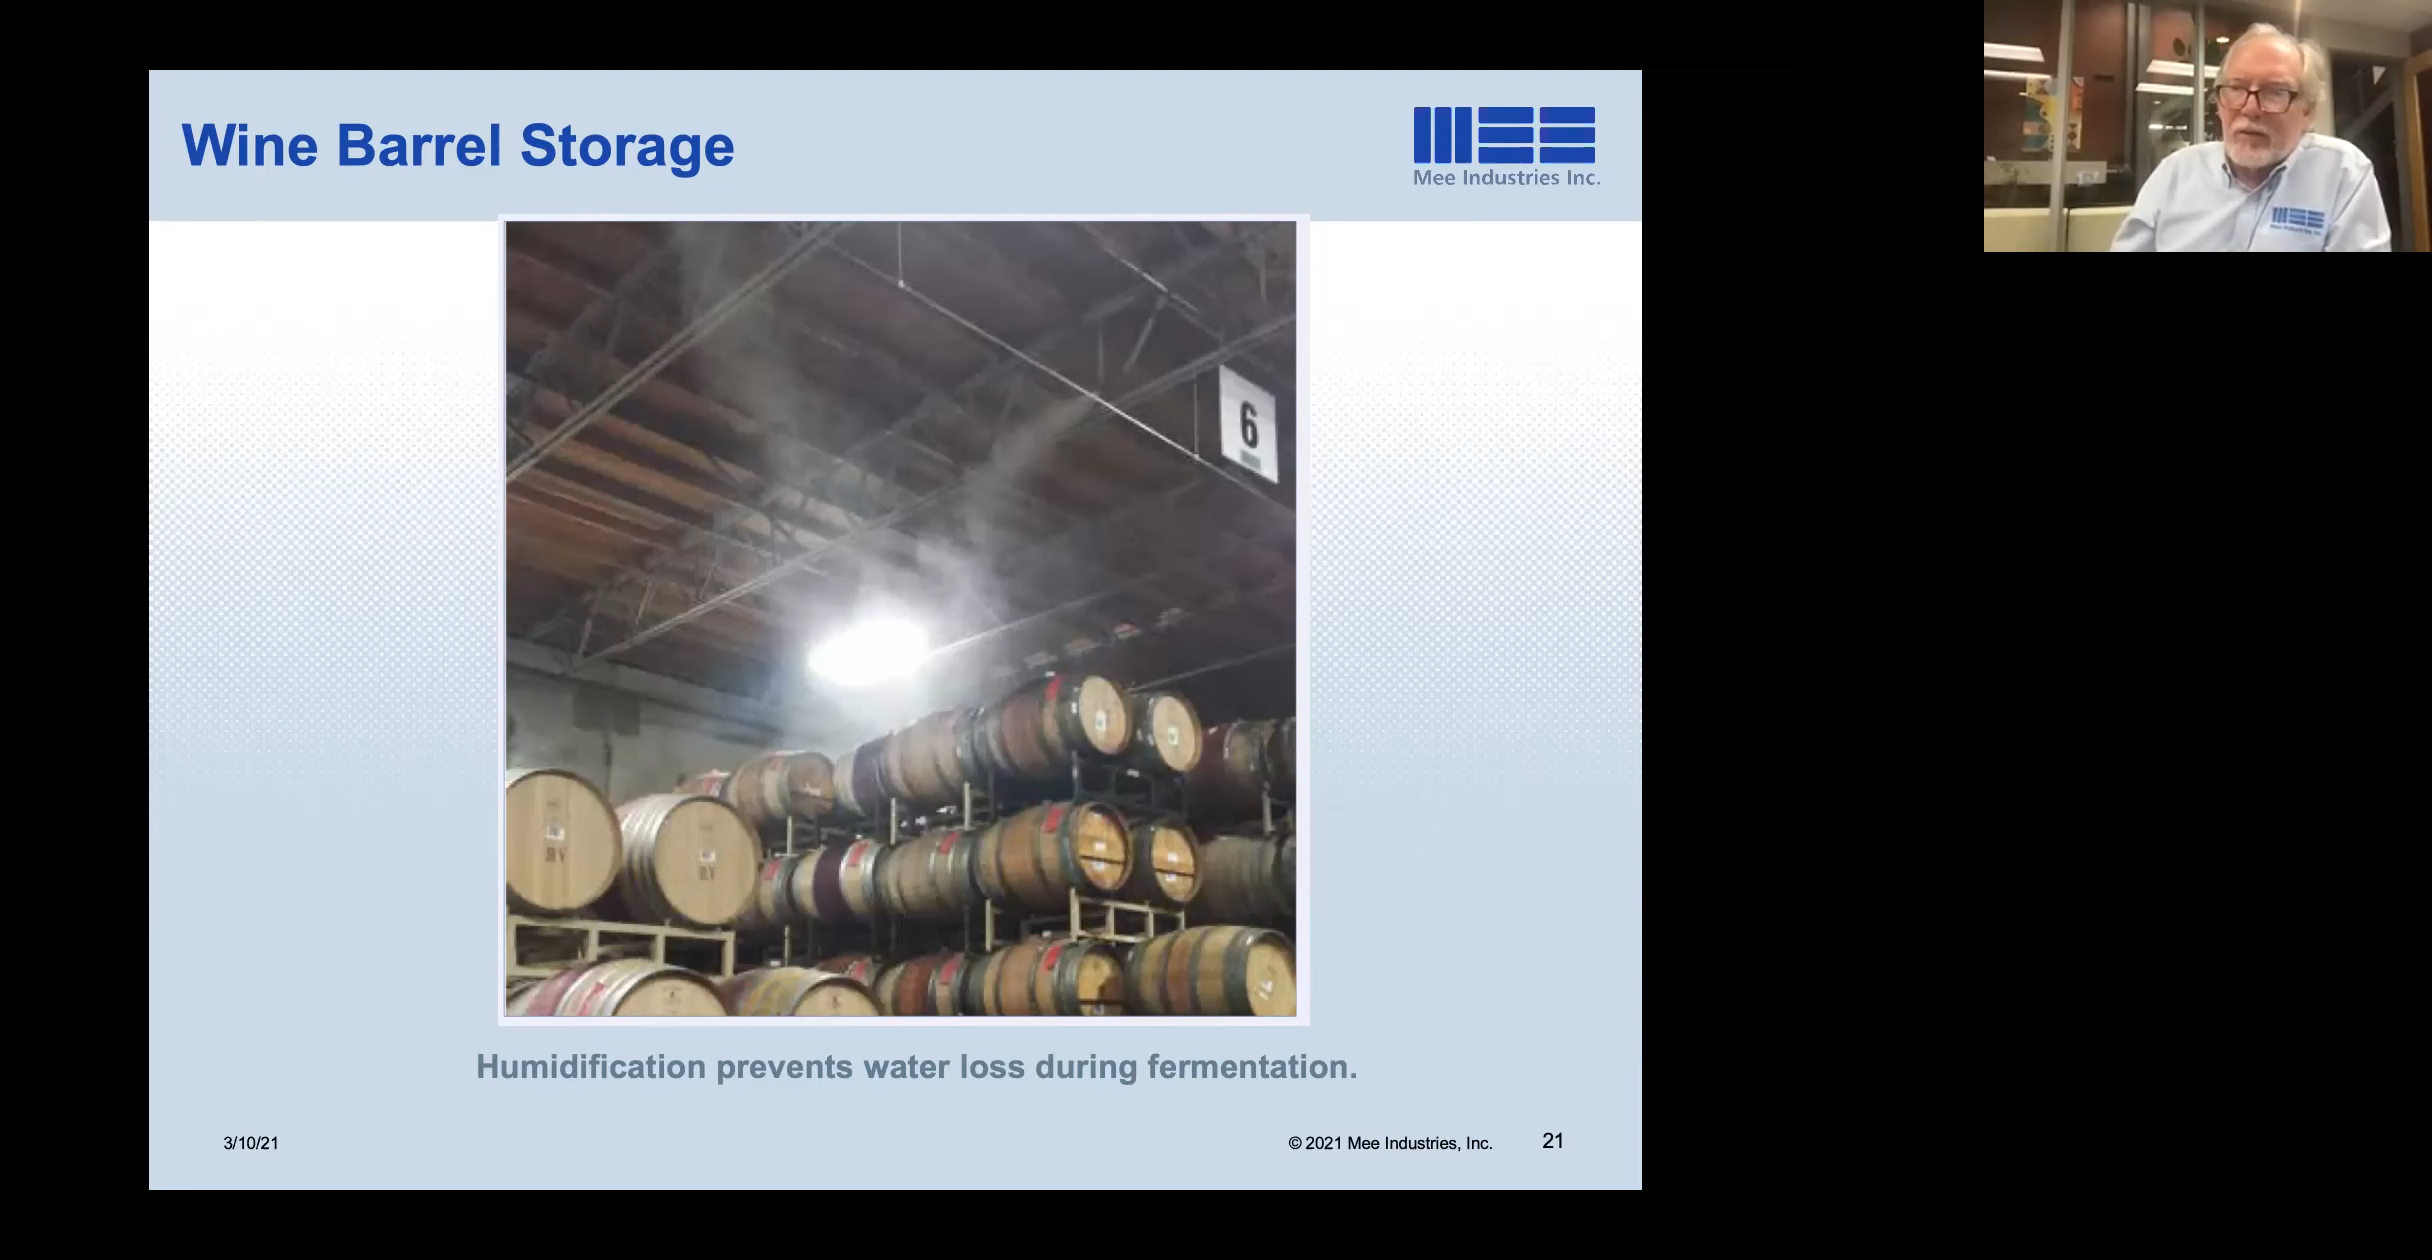 Wine Barrel Storage
MEE
Mee Industries Inc.
6
Humidification prevents water loss during fermentation.
3/10/21
© 2021 Mee Industries, Inc.
21